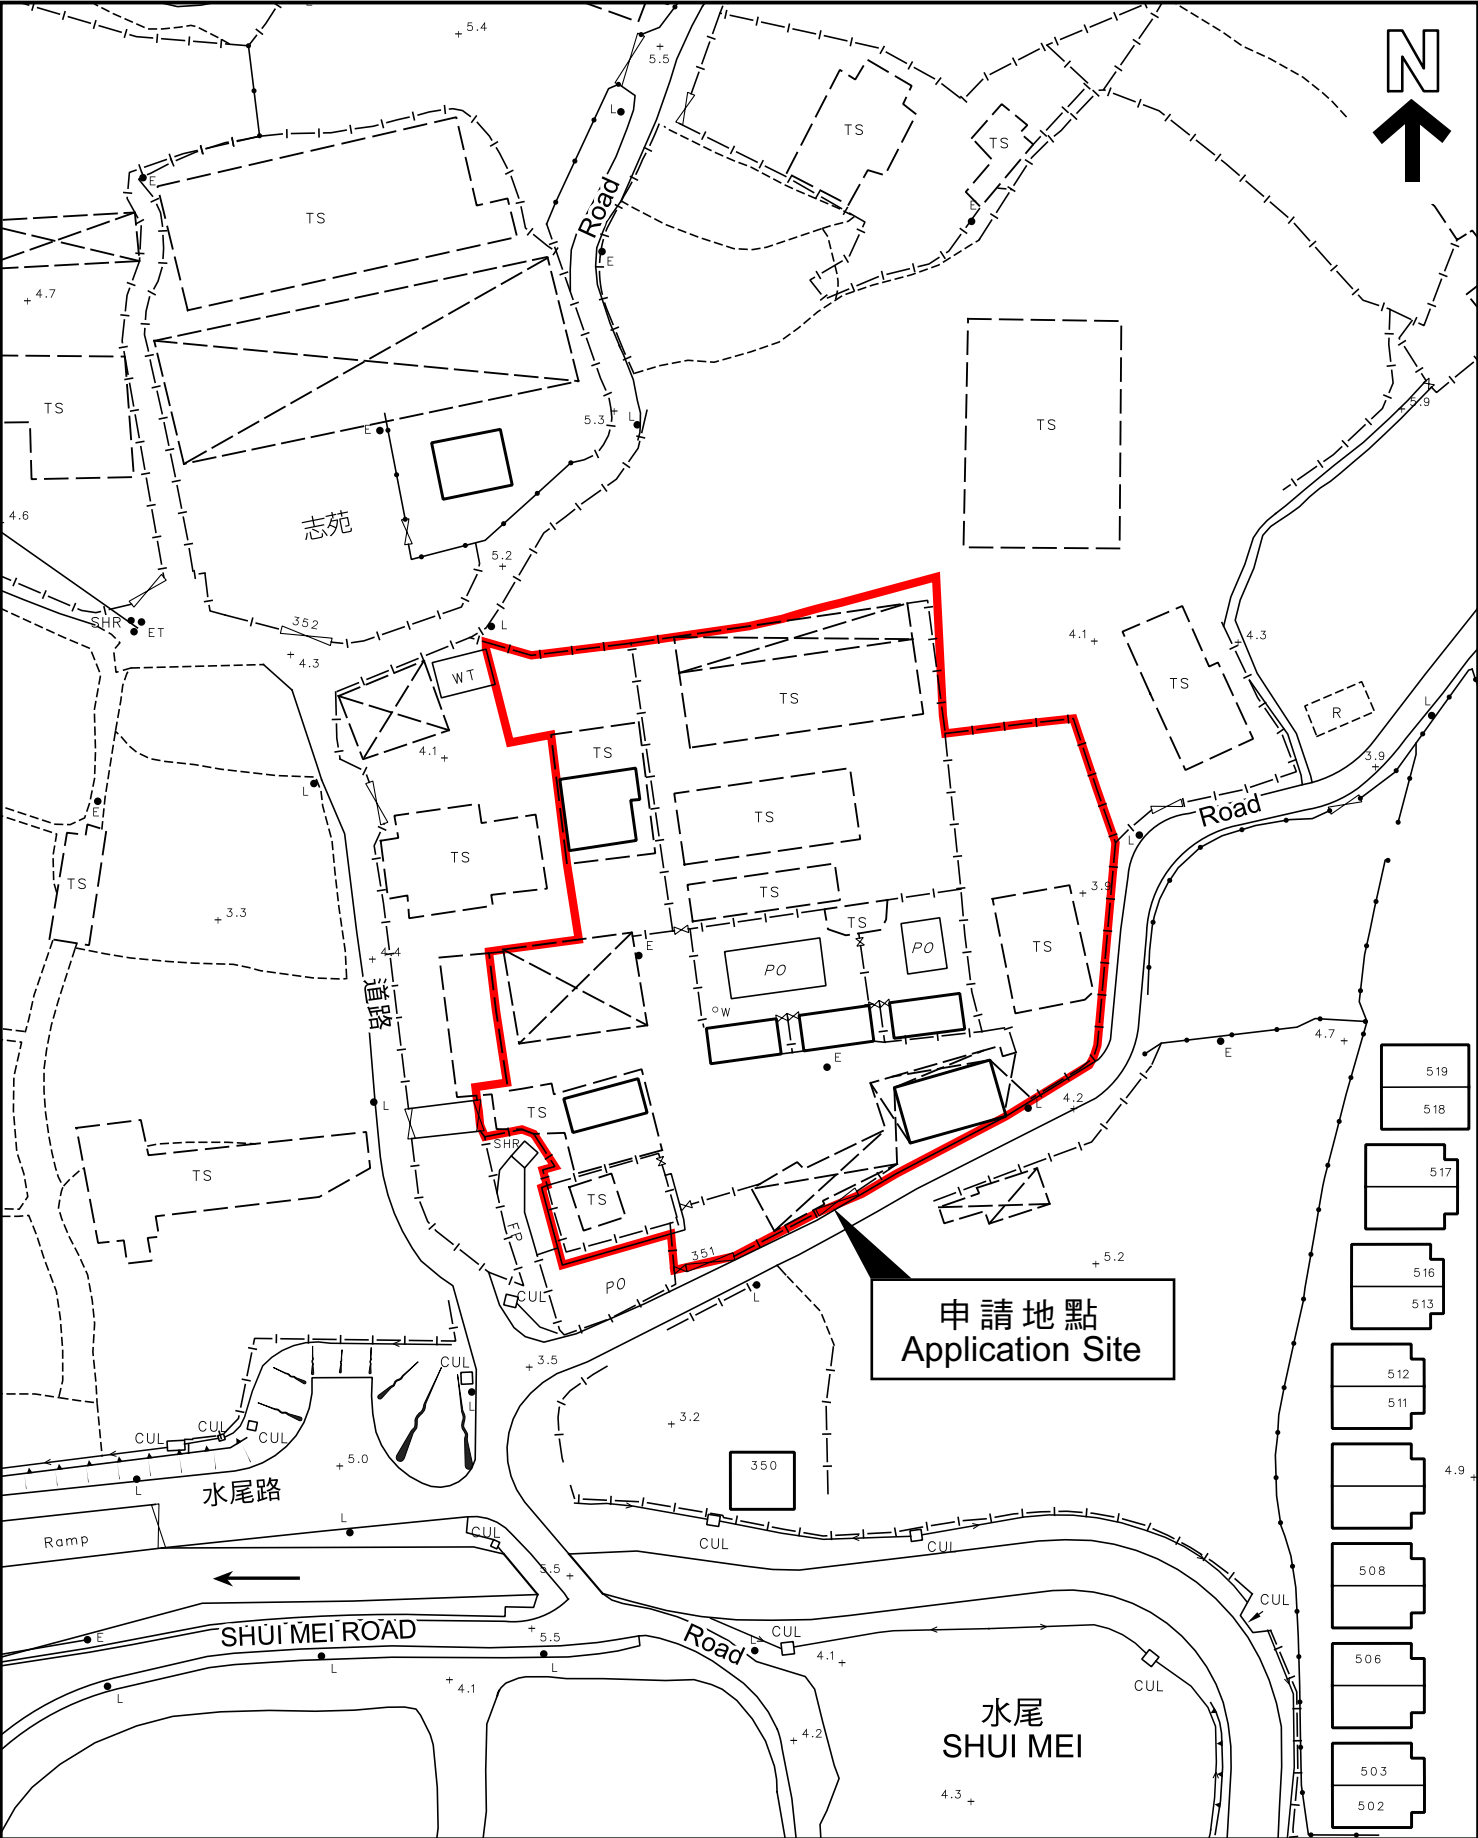 5.4
5.5
N
L
TS
TS
E
TS
Road
E
E
4.7
TS
5.9
5.3
L
E
TS
4.6
志苑
5.2
SHR
ET
352
L
4.1
4.3
4.3
WT
TS
TS
R
L
4.1
TS
3.9
E
L
TS
Road
L
TS
TS
TS
TS
3.9
3.3
TS
E
TS
4.4
PO
PO
道路
W
4.7
E
E
519
518
L
TS
4.2
L
SHR
517
TS
TS
FP
351
5.2
PO
516
513
CUL
L
申請地點
Application Site
3.5
CUL
512
511
L
3.2
CUL
CUL
CUL
5.0
350
4.9
L
水尾路
L
Ramp
CUL
CUL
CUL
5.5
508
CUL
E
SHUI MEI ROAD
5.5
Road
L
CUL
4.1
506
L
L
4.1
CUL
L
水尾
SHUI MEI
4.2
503
4.3
502